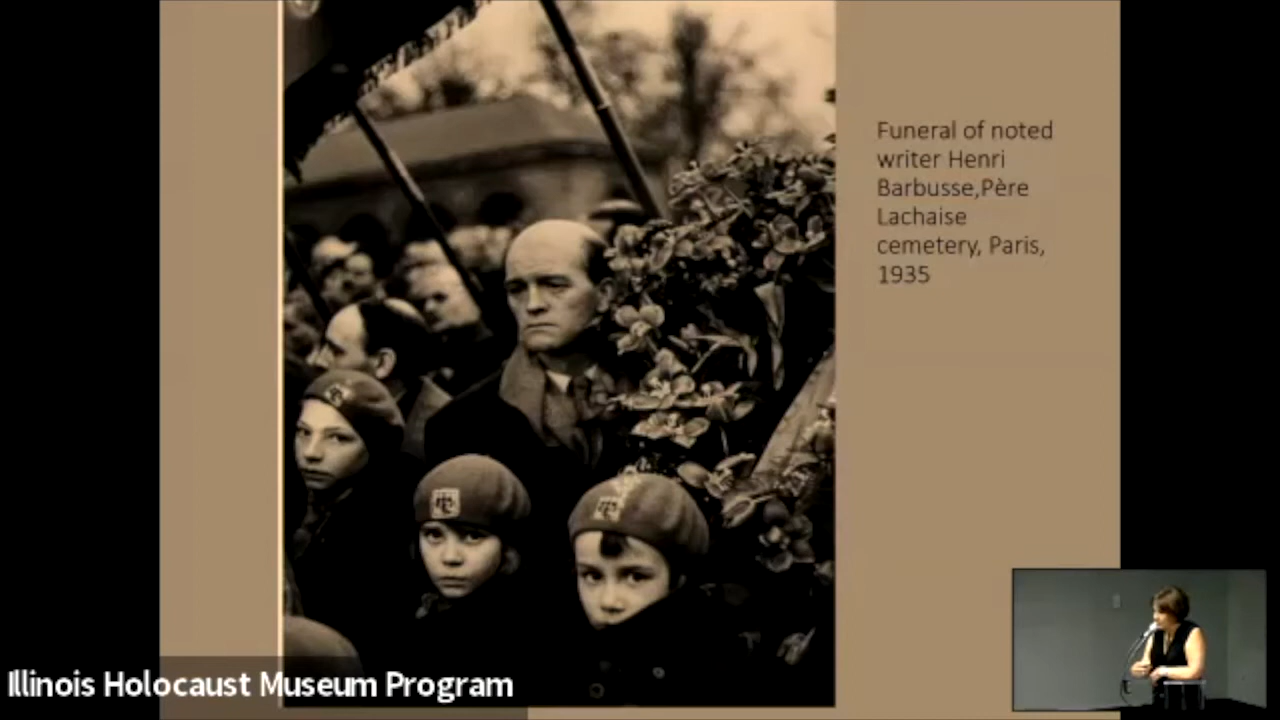 Funeral of noted
writer Henri
Barbusse,Père
Lachaise
cemetery, Paris,
1935
Illinois Holocaust Museum Program